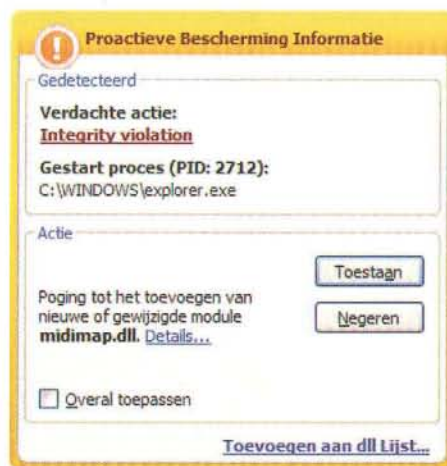 Proactieve Bescherming Informatie
Gedetecteerd
Verdachte actie:
Integrity violation
Gestart proces (PID: 2712):
C:\WINDOWS\explorer.exe
Actie
Toestaan
Poging tot het toevoegen van
nieuwe of gewijzigde module
midimap.dll. Details...
Negeren
Overal toepassen
Toevoegen aan dll Lijst...